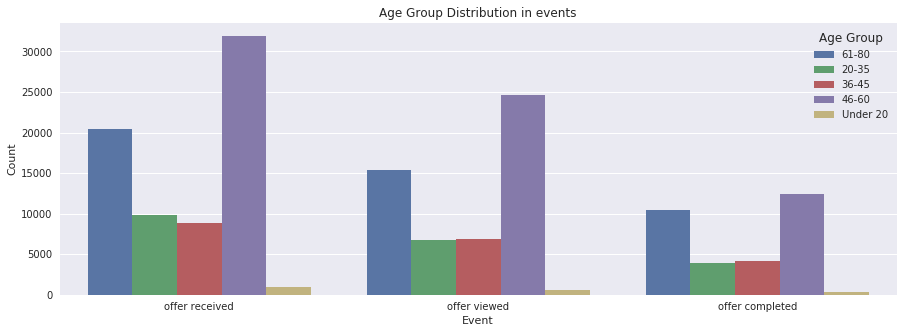 Age Group Distribution in events
Age Group
61-80
20-35
36-45
46-60
Under 20
Count
30000
25000
20000
15000
10000
5000
0
offer received
offer viewed
offer completed
Event